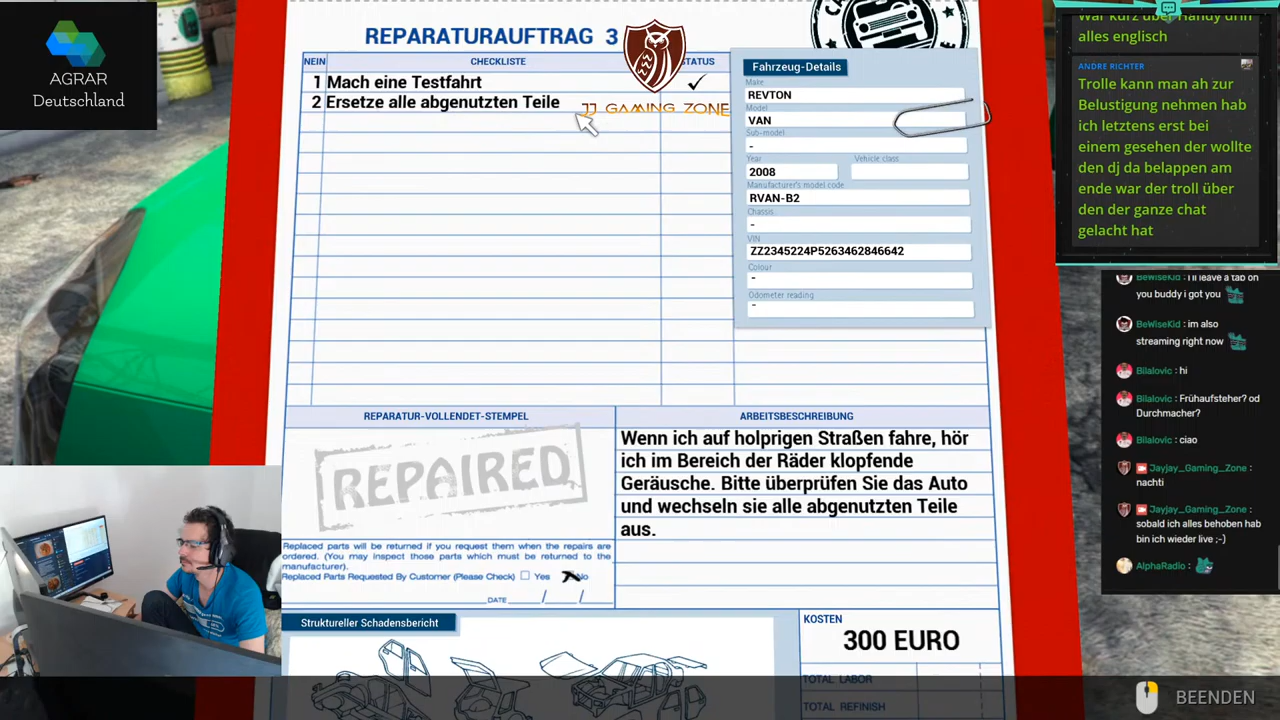 AGRAR
Deutschland
REPARATURAUFTRAG 3
NEIN
CHECKLISTE
STATUS
1 Mach eine Testfahrt
2 Ersetze alle abgenutzten Teile
JJ GAMING ZONE
Fahrzeug-Details
Make
REVTON
Model
VAN
Sub-model
-
Year
Vehicle class
2008
Manufacturer's model code
RVAN-B2
Chassis
-
VIN
ZZ2345224P5263462846642
Colour
-
Odometer reading
-
REPARATUR-VOLLENDET-STEMPEL
REPAIRED
Replaced parts will be returned if you request them when the repairs are
ordered. (You may inspect those parts which must be returned to the
manufacturer).
Replaced Parts Requested By Customer (Please Check) Yes No
DATE / /
ARBEITSBESCHREIBUNG
Wenn ich auf holprigen Straßen fahre, hör
ich im Bereich der Räder klopfende
Geräusche. Bitte überprüfen Sie das Auto
und wechseln sie alle abgenutzten Teile
aus.
Struktureller Schadensbericht
KOSTEN
300 EURO
TOTAL LABOR
TOTAL REFINISH
BEENDEN
War kurz über Handy drin
alles englisch
ANDRE RICHTER
Trolle kann man ah zur
Belustigung nehmen hab
ich letztens erst bei
einem gesehen der wollte
den dj da belappen am
ende war der troll über
den der ganze chat
gelacht hat
BeWiseKid : I'll leave a tab on
you buddy i got you
BeWiseKid : im also
streaming right now
Bilalovic : hi
Bilalovic : Frühaufsteher? od
Durchmacher?
Bilalovic : ciao
Jayjay_Gaming_Zone :
nachti
Jayjay_Gaming_Zone :
sobald ich alles behoben hab
bin ich wieder live ;-)
AlphaRadio :